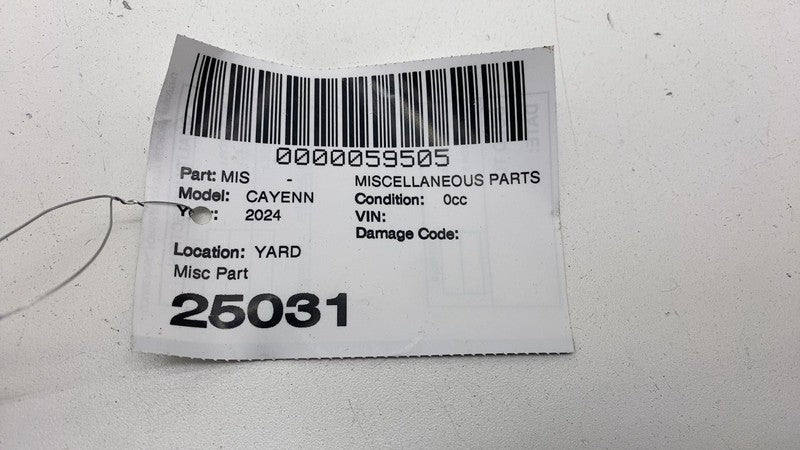 0000059505
Part: MIS - MISCELLANEOUS PARTS
Model: CAYENN Condition: 0cc
2024 VIN:
Damage Code:
Location: YARD
Misc Part
25031